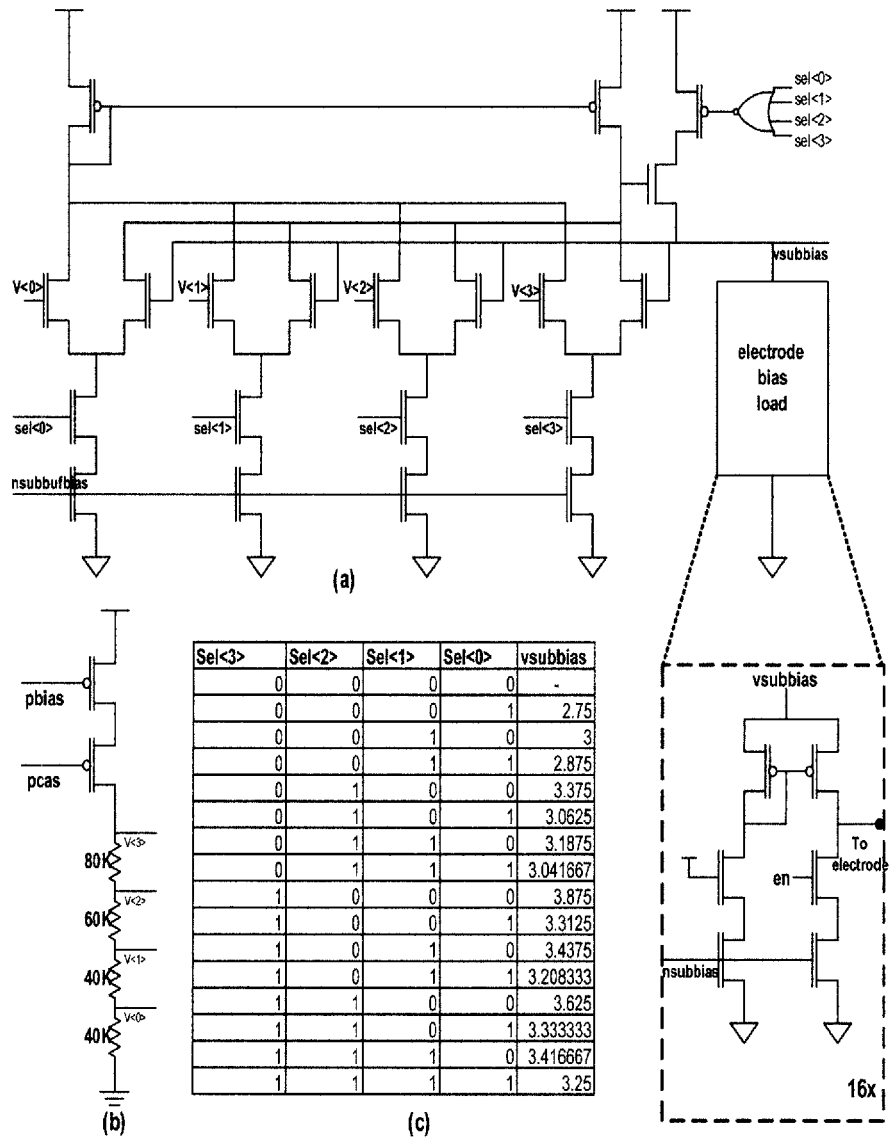 sel<0>
sel<1>
sel<2>
sel<3>
vsubbias
V<0>
V<1>
V<2>
V<3>
electrode
bias
load
sel<0>
sel<1>
sel<2>
sel<3>
nsubbufbias
(a)
pbias
pcas
V<3>
80K
V<2>
60K
V<1>
40K
V<0>
40K
(b)
Sel<3> Sel<2> Sel<1> Sel<0> vsubbias
0 0 0 0 -
0 0 0 1 2.75
0 0 1 0 3
0 0 1 1 2.875
0 1 0 0 3.375
0 1 0 1 3.0625
0 1 1 0 3.1875
0 1 1 1 3.041667
1 0 0 0 3.875
1 0 0 1 3.3125
1 0 1 0 3.4375
1 0 1 1 3.208333
1 1 0 0 3.625
1 1 0 1 3.333333
1 1 1 0 3.416667
1 1 1 1 3.25
(c)
vsubbias
To
electrode
en
nsubbias
16x